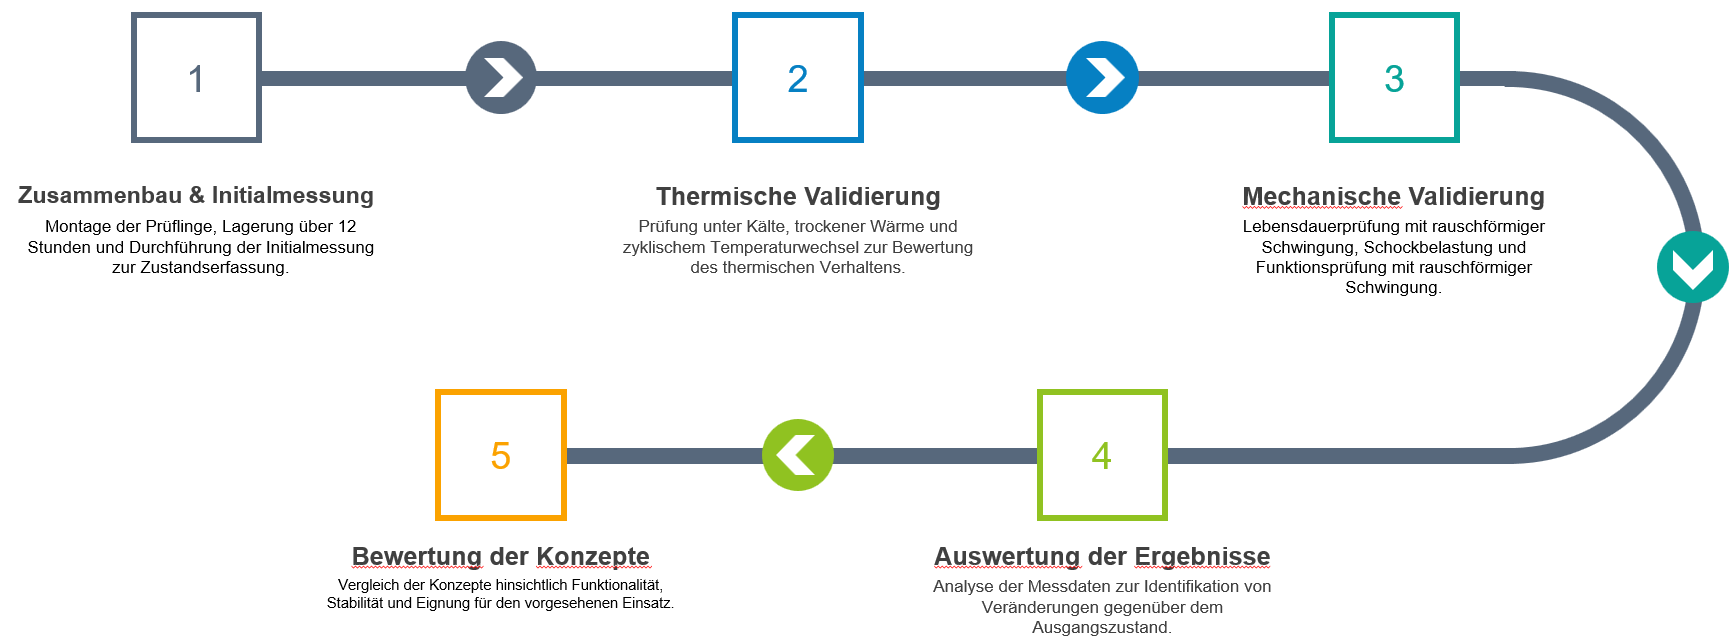 1
2
3
Zusammenbau & Initialmessung
Montage der Prüflinge, Lagerung über 12
Stunden und Durchführung der Initialmessung
zur Zustandserfassung.
Thermische Validierung
Prüfung unter Kälte, trockener Wärme und
zyklischem Temperaturwechsel zur Bewertung
des thermischen Verhaltens.
Mechanische Validierung
Lebensdauerprüfung mit rauschförmiger
Schwingung, Schockbelastung und
Funktionsprüfung mit rauschförmiger
Schwingung.
4
Auswertung der Ergebnisse
Analyse der Messdaten zur Identifikation von
Veränderungen gegenüber dem
Ausgangszustand.
5
Bewertung der Konzepte
Vergleich der Konzepte hinsichtlich Funktionalität,
Stabilität und Eignung für den vorgesehenen Einsatz.